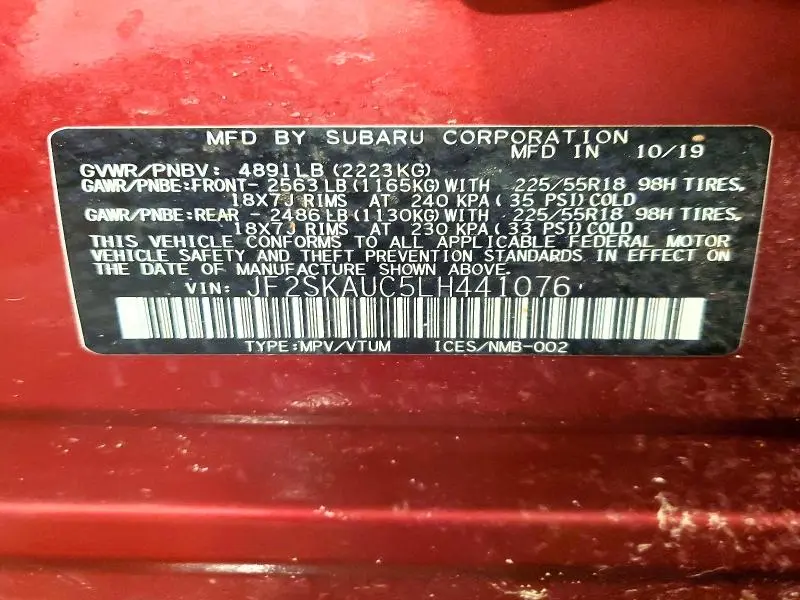 MFD BY SUBARU CORPORATION
MFD IN 10/19
GVWR/PNBV: 4891LB (2223KG)
GAWR/PNBE:FRONT- 2563LB (1165KG)WITH 225/55R18 98H TIRES,
18X7J RIMS AT 240 KPA ( 35 PSI)COLD
GAWR/PNBE:REAR - 2486LB (1130KG)WITH 225/55R18 98H TIRES,
18X7J RIMS AT 230 KPA ( 33 PSI)COLD
THIS VEHICLE CONFORMS TO ALL APPLICABLE FEDERAL MOTOR
VEHICLE SAFETY AND THEFT PREVENTION STANDARDS IN EFFECT ON
THE DATE OF MANUFACTURE SHOWN ABOVE.
VIN: JF2SKAUC5LH441076
TYPE:MPV/VTUM ICES/NMB-002